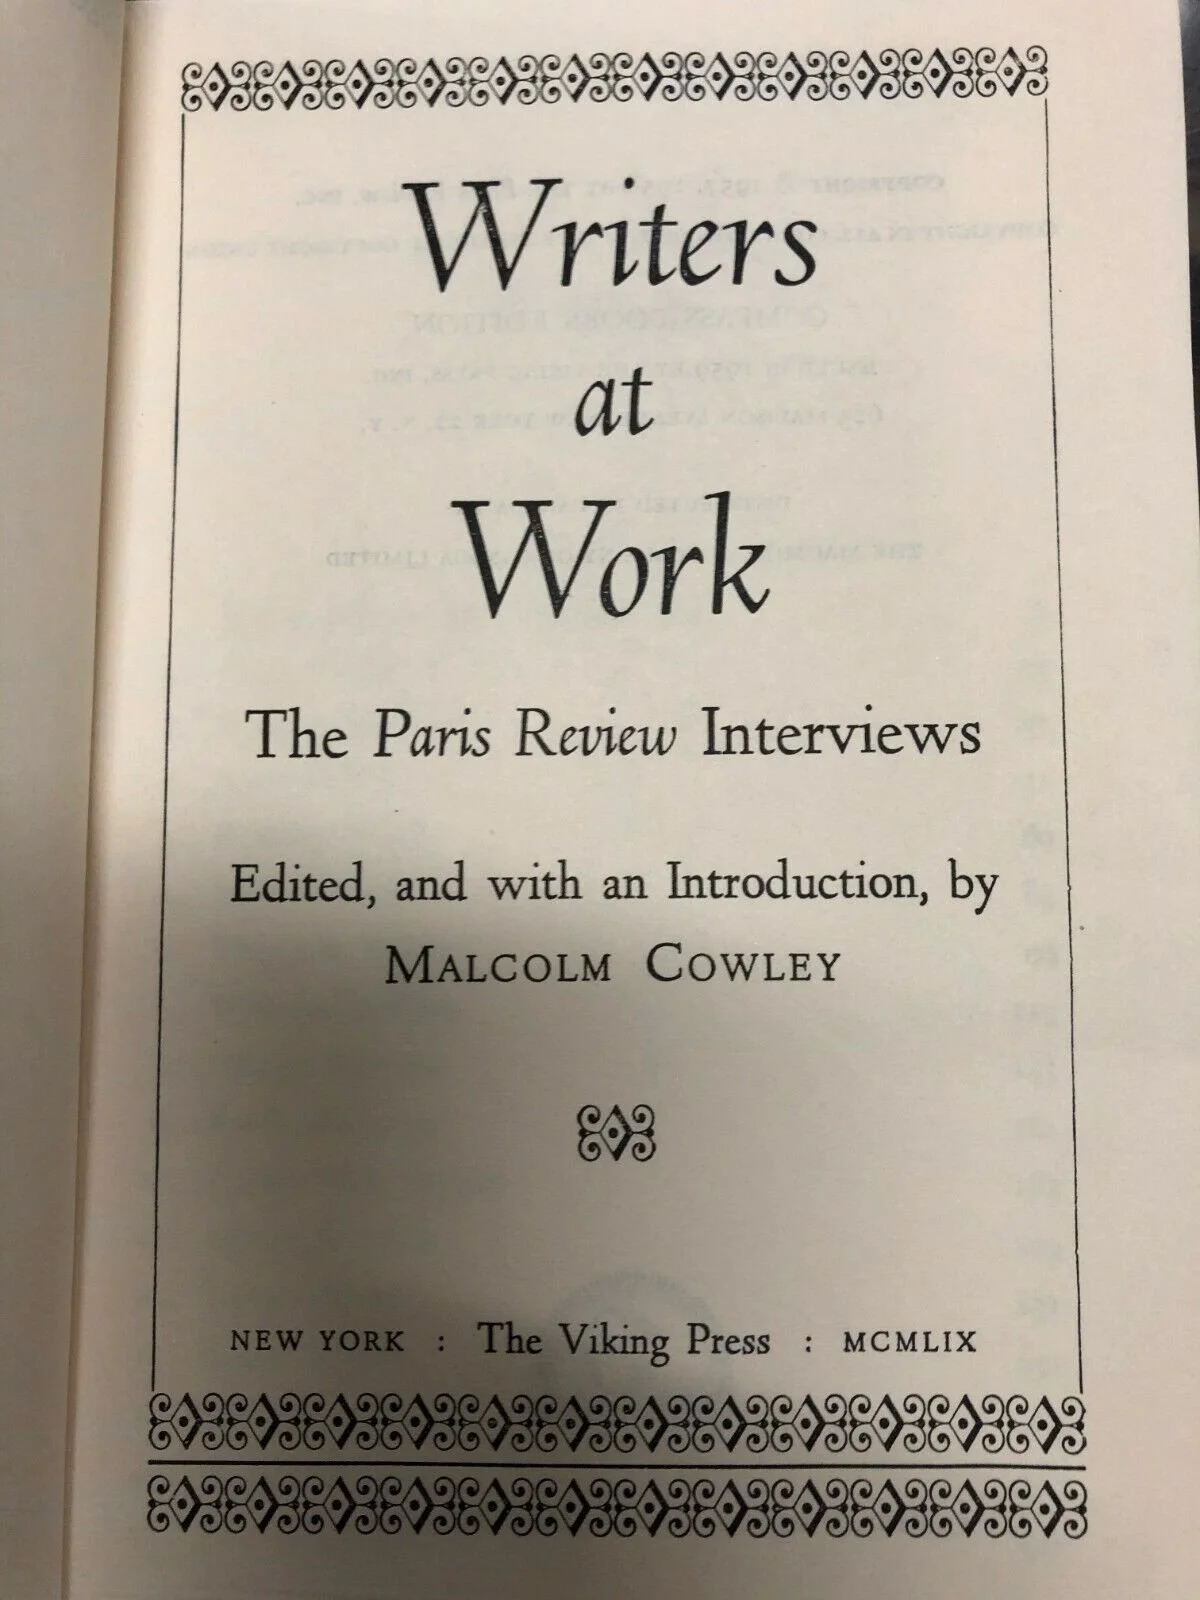 Writers
at
Work
The Paris Review Interviews
Edited, and with an Introduction, by
MALCOLM COWLEY
NEW YORK : The Viking Press : MCMLIX